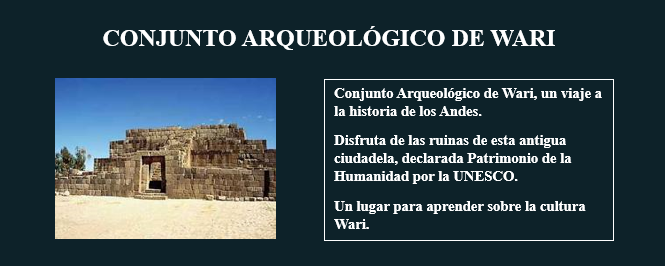 CONJUNTO ARQUEOLÓGICO DE WARI
Conjunto Arqueológico de Wari, un viaje a
la historia de los Andes.
Disfruta de las ruinas de esta antigua
ciudadela, declarada Patrimonio de la
Humanidad por la UNESCO.
Un lugar para aprender sobre la cultura
Wari.